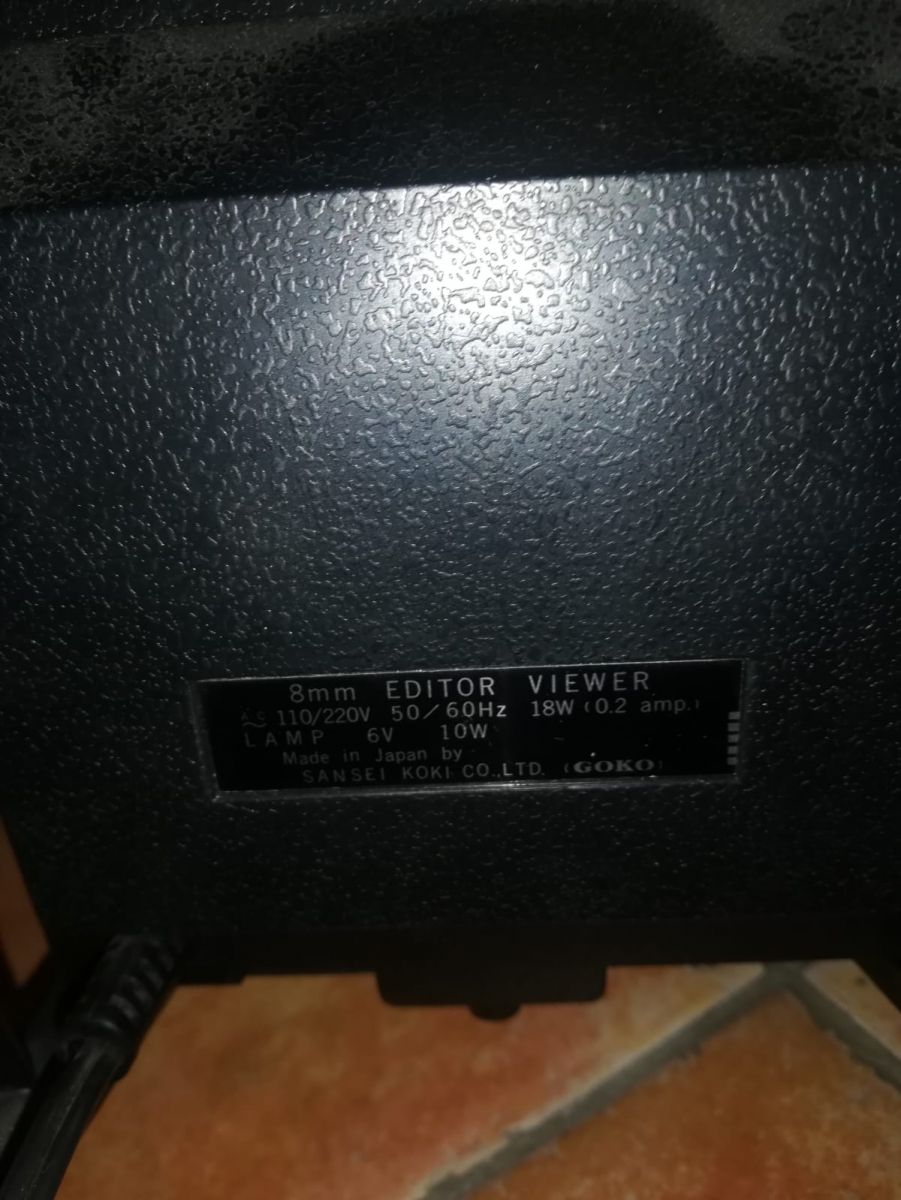 8mm EDITOR VIEWER
AC 110/220V 50/60Hz 18W (0.2 amp.)
LAMP 6V 10W
Made in Japan by
SANSEI KOKI CO.,LTD. (GOKO)